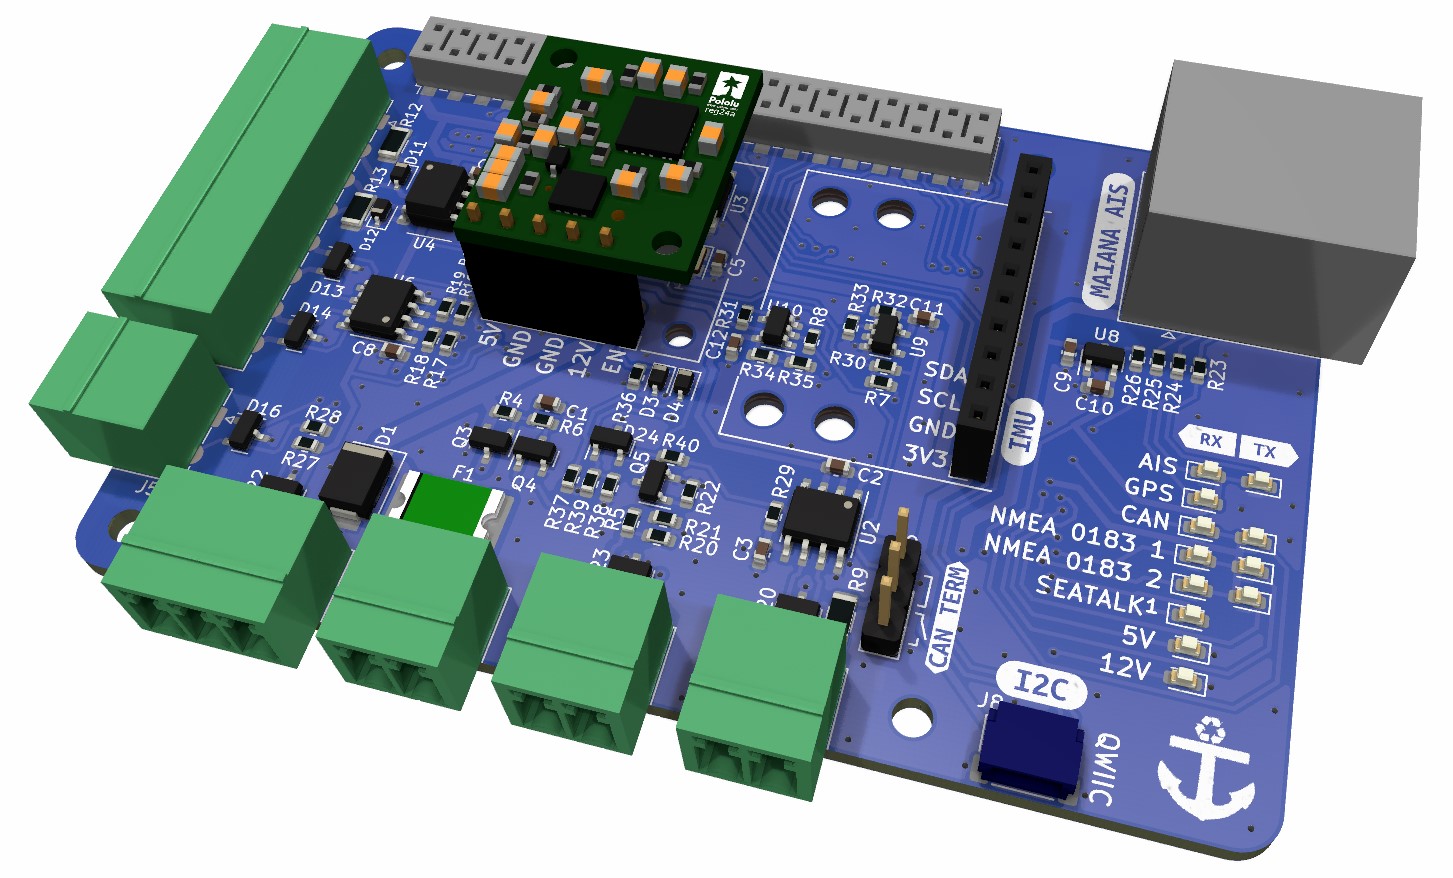 Pololu
reg24a
R12
D11
R13
D12
U4
U3
C5
D13
D14
C8
R18
R17
R19
5V
GND
GND
12V
EN
C12
R31
U10
R8
R34
R35
R33
R32
C11
U9
R30
R7
SDA
SCL
GND
3V3
IMU
MAIANA AIS
U8
C9
C10
R26
R25
R24
R23
D16
R28
R27
D1
F1
R4
C1
R6
Q3
Q4
R36
D3
D4
D24
R40
Q5
R22
R37
R39
R38
R5
R21
R20
R29
C2
U2
C3
R9
CAN TERM
RX
TX
AIS
GPS
CAN
NMEA 0183 1
NMEA 0183 2
SEATALK1
5V
12V
I2C
QWIIC